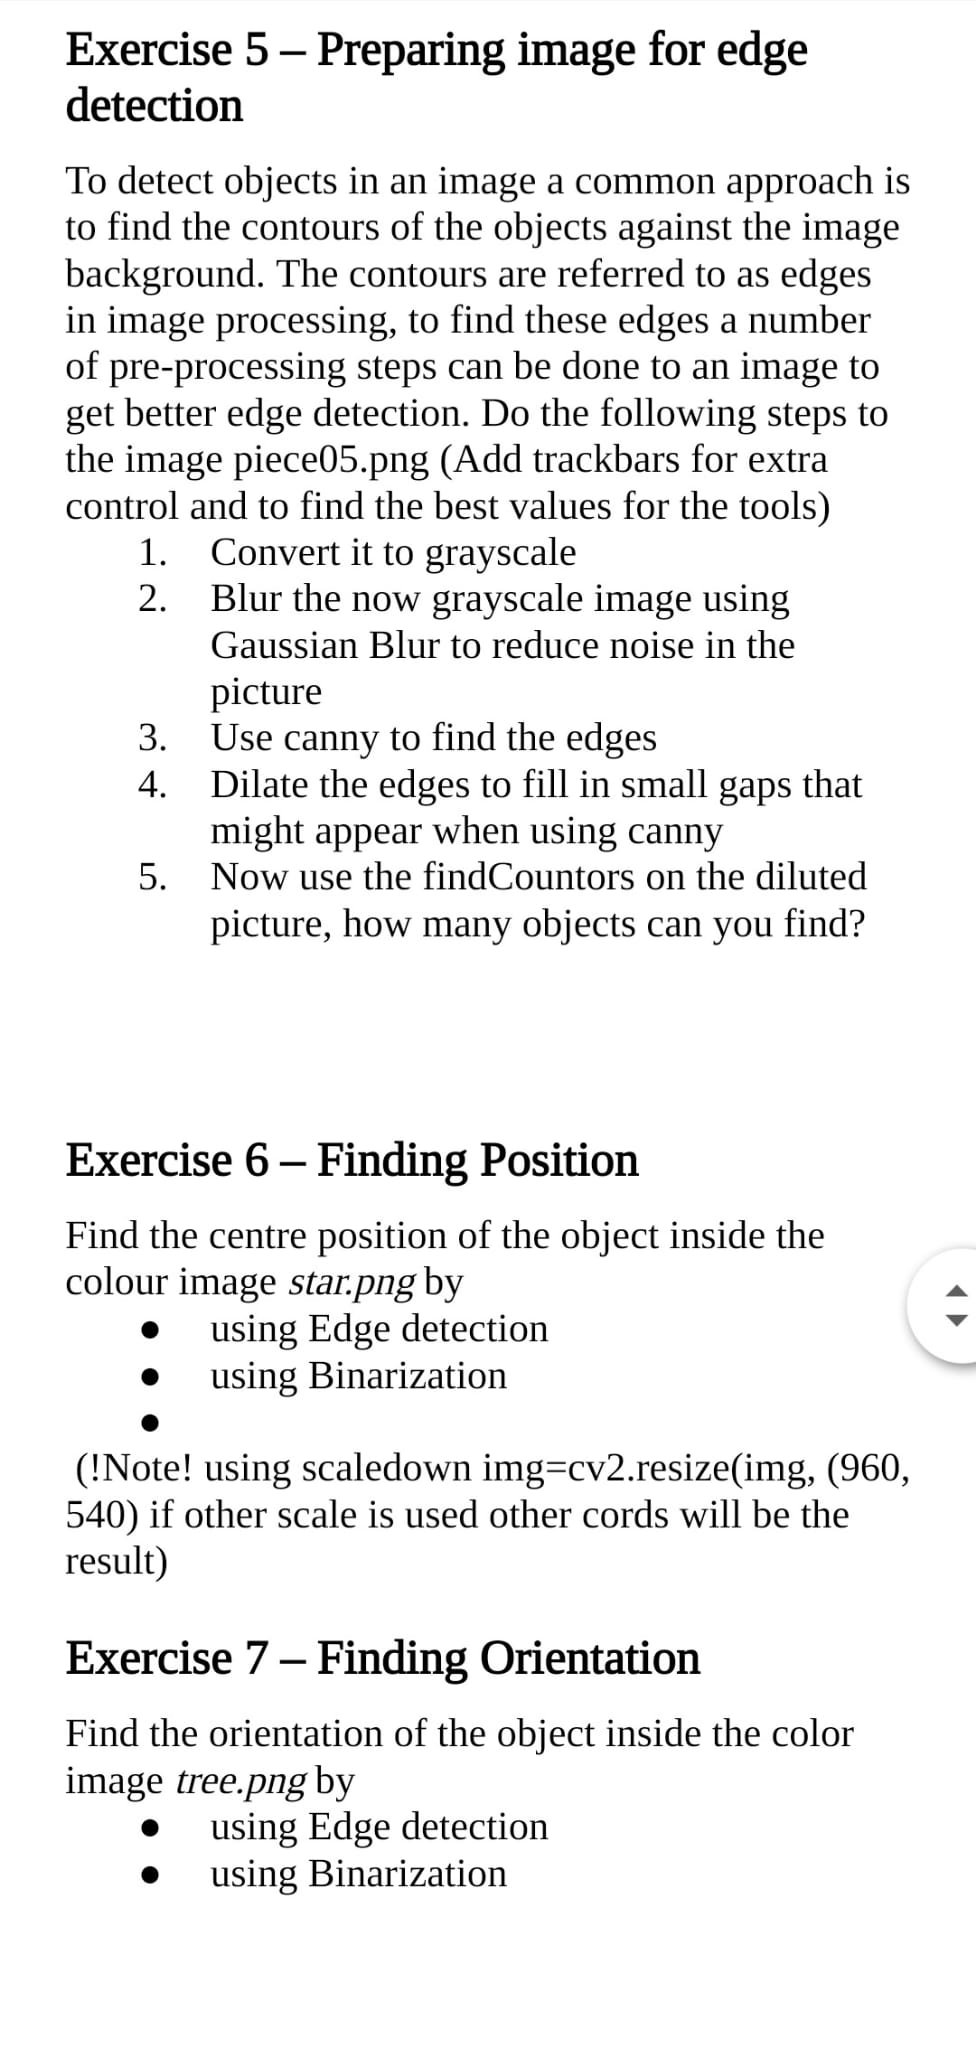 Exercise 5 – Preparing image for edge
detection
To detect objects in an image a common approach is
to find the contours of the objects against the image
background. The contours are referred to as edges
in image processing, to find these edges a number
of pre-processing steps can be done to an image to
get better edge detection. Do the following steps to
the image piece05.png (Add trackbars for extra
control and to find the best values for the tools)
1. Convert it to grayscale
2. Blur the now grayscale image using
Gaussian Blur to reduce noise in the
picture
3. Use canny to find the edges
4. Dilate the edges to fill in small gaps that
might appear when using canny
5. Now use the findCountors on the diluted
picture, how many objects can you find?
Exercise 6 – Finding Position
Find the centre position of the object inside the
colour image star.png by
● using Edge detection
● using Binarization
●
(!Note! using scaledown img=cv2.resize(img, (960,
540) if other scale is used other cords will be the
result)
Exercise 7 – Finding Orientation
Find the orientation of the object inside the color
image tree.png by
● using Edge detection
● using Binarization